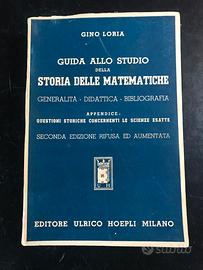 GINO LORIA
GUIDA ALLO STUDIO
DELLA
STORIA DELLE MATEMATICHE
GENERALITÀ - DIDATTICA - BIBLIOGRAFIA
APPENDICE:
QUESTIONI STORICHE CONCERNENTI LE SCIENZE ESATTE
SECONDA EDIZIONE RIFUSA ED AUMENTATA
EDITORE ULRICO HOEPLI MILANO
subito